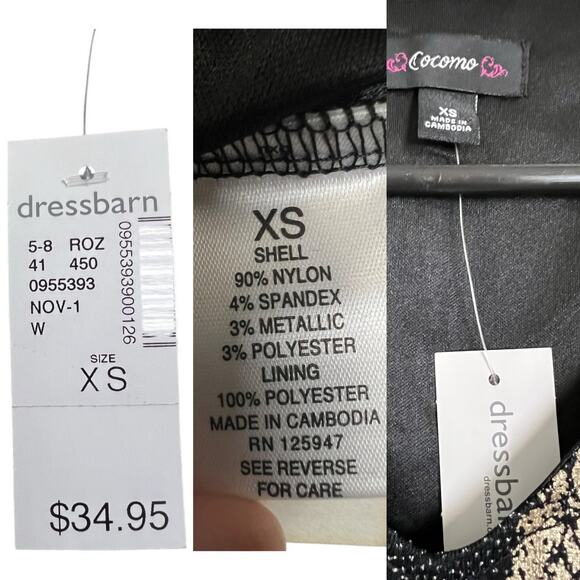 dressbarn
5-8 ROZ
41 450
0955393
NOV-1
W
0955393900126
SIZE
XS
$34.95
XS
SHELL
90% NYLON
4% SPANDEX
3% METALLIC
3% POLYESTER
LINING
100% POLYESTER
MADE IN CAMBODIA
RN 125947
SEE REVERSE
FOR CARE
Cocomo
XS
MADE IN
CAMBODIA
dressbarn